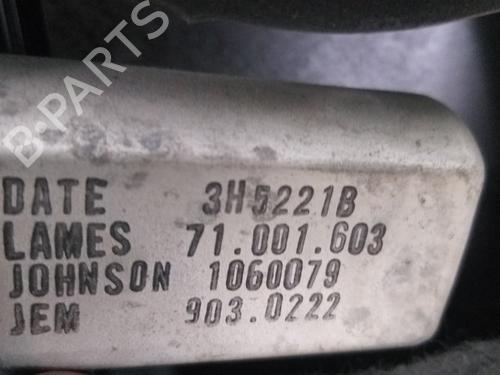 B-PARTS
DATE 3H5221B
LAMES 71.001.603
JOHNSON 1060079
JEM 903.0222